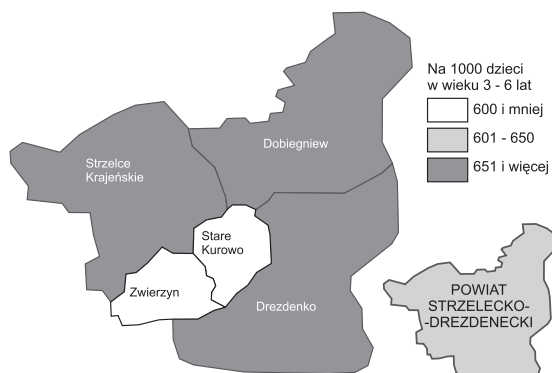 Na 1000 dzieci
w wieku 3 - 6 lat
600 i mniej
601 - 650
651 i więcej
Dobiegniew
Strzelce
Krajeńskie
Stare
Kurowo
Zwierzyn
Drezdenko
POWIAT
STRZELECKO-
-DREZDENECKI